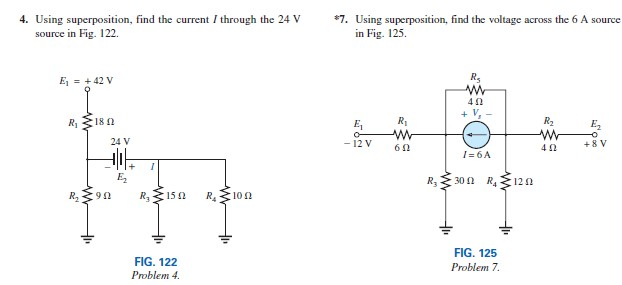 4. Using superposition, find the current I through the 24 V
source in Fig. 122.
E₁ = + 42 V
R₁
18 Ω
24 V
– +
I
E₂
R₂
9 Ω
R₃
15 Ω
R₄
10 Ω
FIG. 122
Problem 4.
*7. Using superposition, find the voltage across the 6 A source
in Fig. 125.
R₅
4 Ω
+ Vₛ –
E₁
– 12 V
R₁
6 Ω
I = 6 A
R₂
4 Ω
E₂
+ 8 V
R₃
30 Ω
R₄
12 Ω
FIG. 125
Problem 7.